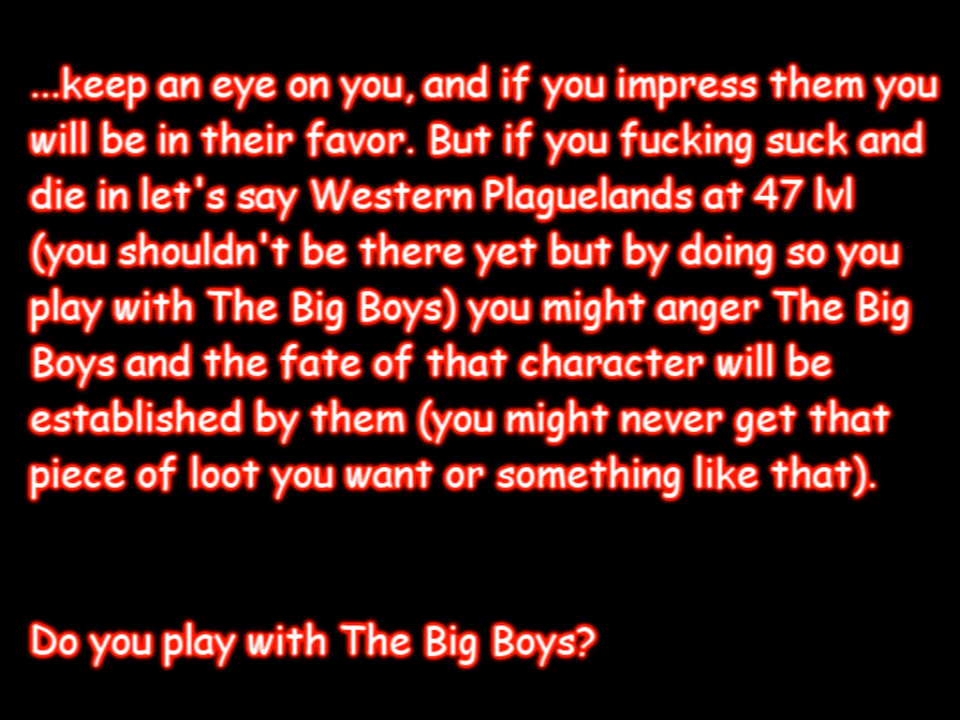 ...keep an eye on you, and if you impress them you
will be in their favor. But if you fucking suck and
die in let's say Western Plaguelands at 47 lvl
(you shouldn't be there yet but by doing so you
play with The Big Boys) you might anger The Big
Boys and the fate of that character will be
established by them (you might never get that
piece of loot you want or something like that).
Do you play with The Big Boys?